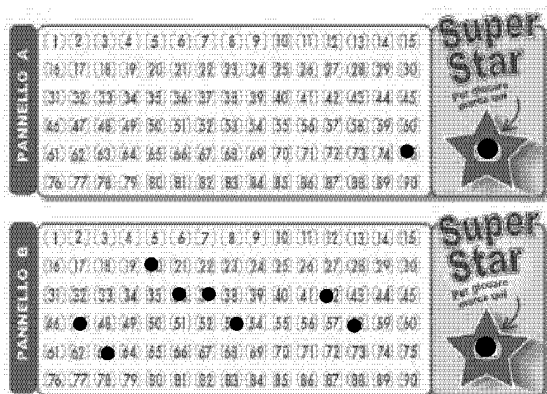 PANNELLO A
1 2 3 4 5 6 7 8 9 10 11 12 13 14 15
16 17 18 19 20 21 22 23 24 25 26 27 28 29 30
31 32 33 34 35 36 37 38 39 40 41 42 43 44 45
46 47 48 49 50 51 52 53 54 55 56 57 58 59 60
61 62 63 64 65 66 67 68 69 70 71 72 73 74
76 77 78 79 80 81 82 83 84 85 86 87 88 89 90
Super
Star
Per giocare
marca qui
PANNELLO B
1 2 3 4 5 6 7 8 9 10 11 12 13 14 15
16 17 18 19 21 22 23 24 25 26 27 28 29 30
31 32 33 34 35 38 39 40 41 43 44 45
46 48 49 50 51 52 54 55 56 57 59 60
61 62 64 65 66 67 68 69 70 71 72 73 74 75
76 77 78 79 80 81 82 83 84 85 86 87 88 89 90
Super
Star
Per giocare
marca qui